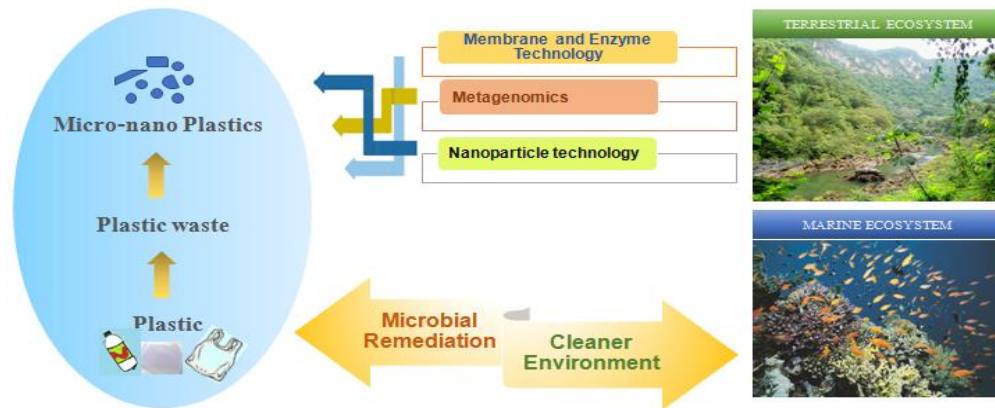 Micro-nano Plastics
Plastic waste
Plastic
Membrane and Enzyme
Technology
Metagenomics
Nanoparticle technology
Microbial
Remediation
Cleaner
Environment
TERRESTRIAL ECOSYSTEM
MARINE ECOSYSTEM